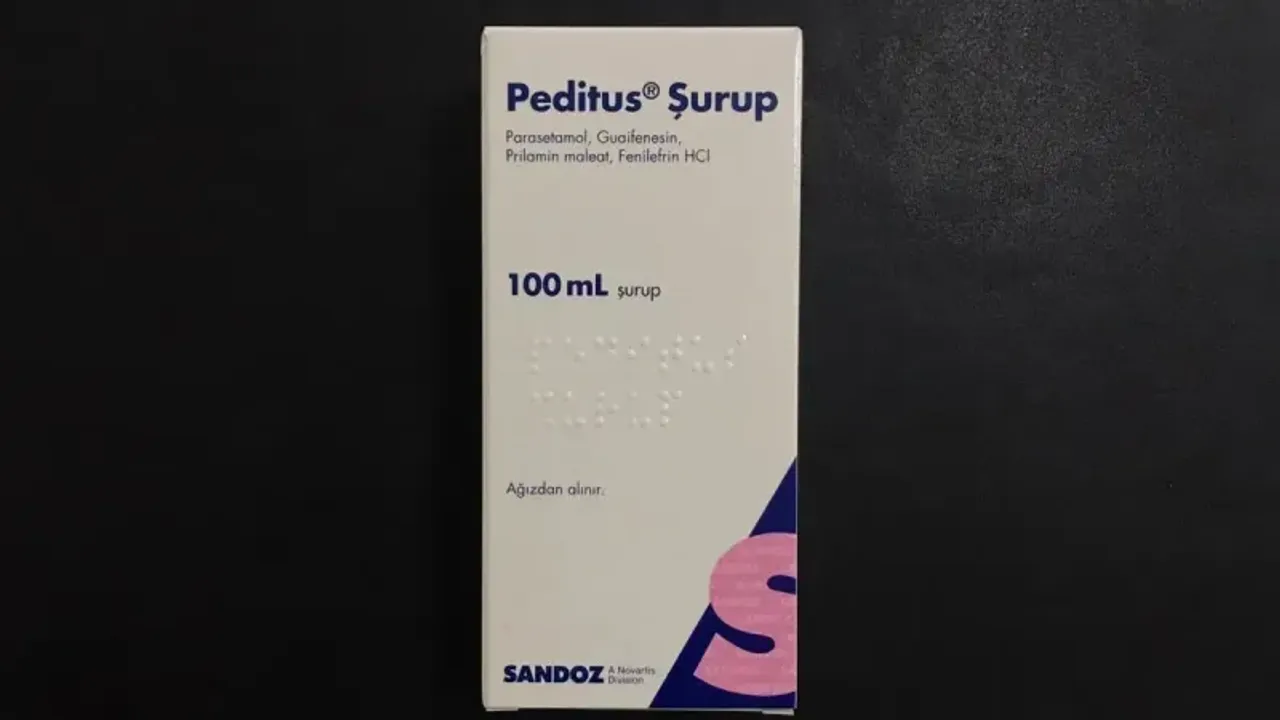 Peditus® Şurup
Parasetamol, Guaifenesin,
Prilamin maleat, Fenilefrin HCl
100 mL şurup
Ağızdan alınır.
SANDOZ A Novartis
Division
S